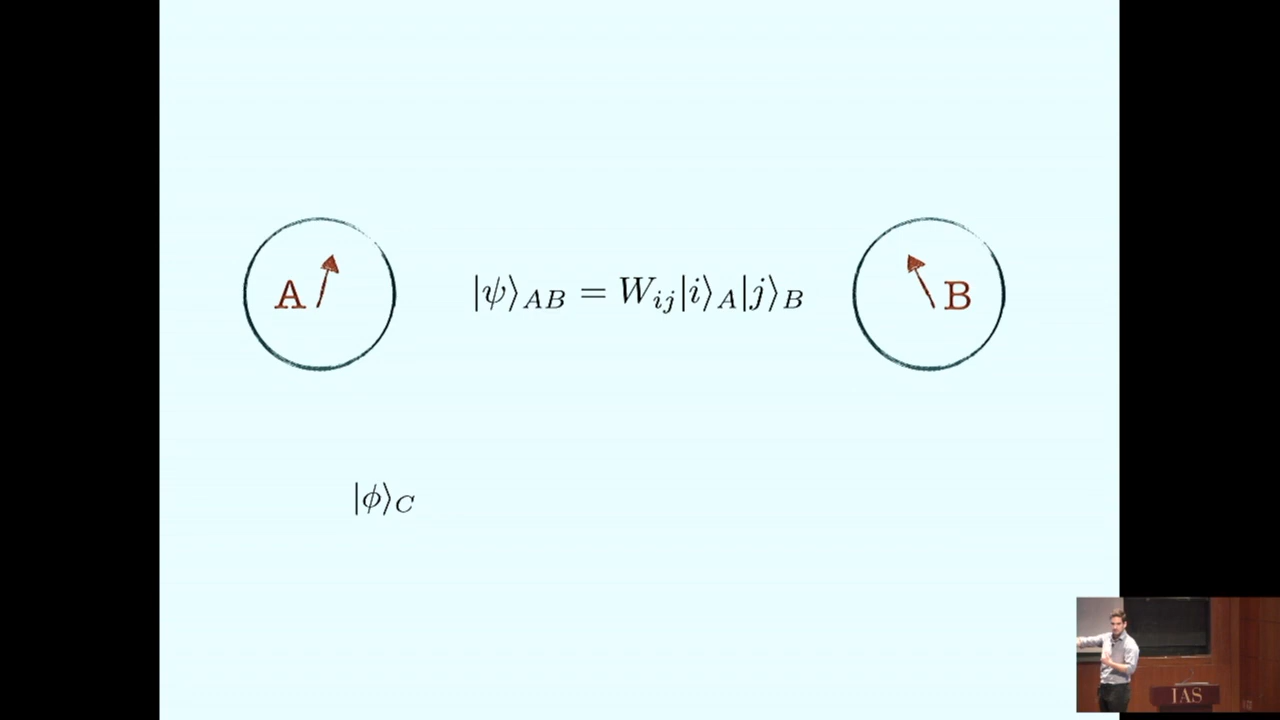 A
|ψ⟩_{AB} = W_{ij}|i⟩_A|j⟩_B
B
|ϕ⟩_C
IAS